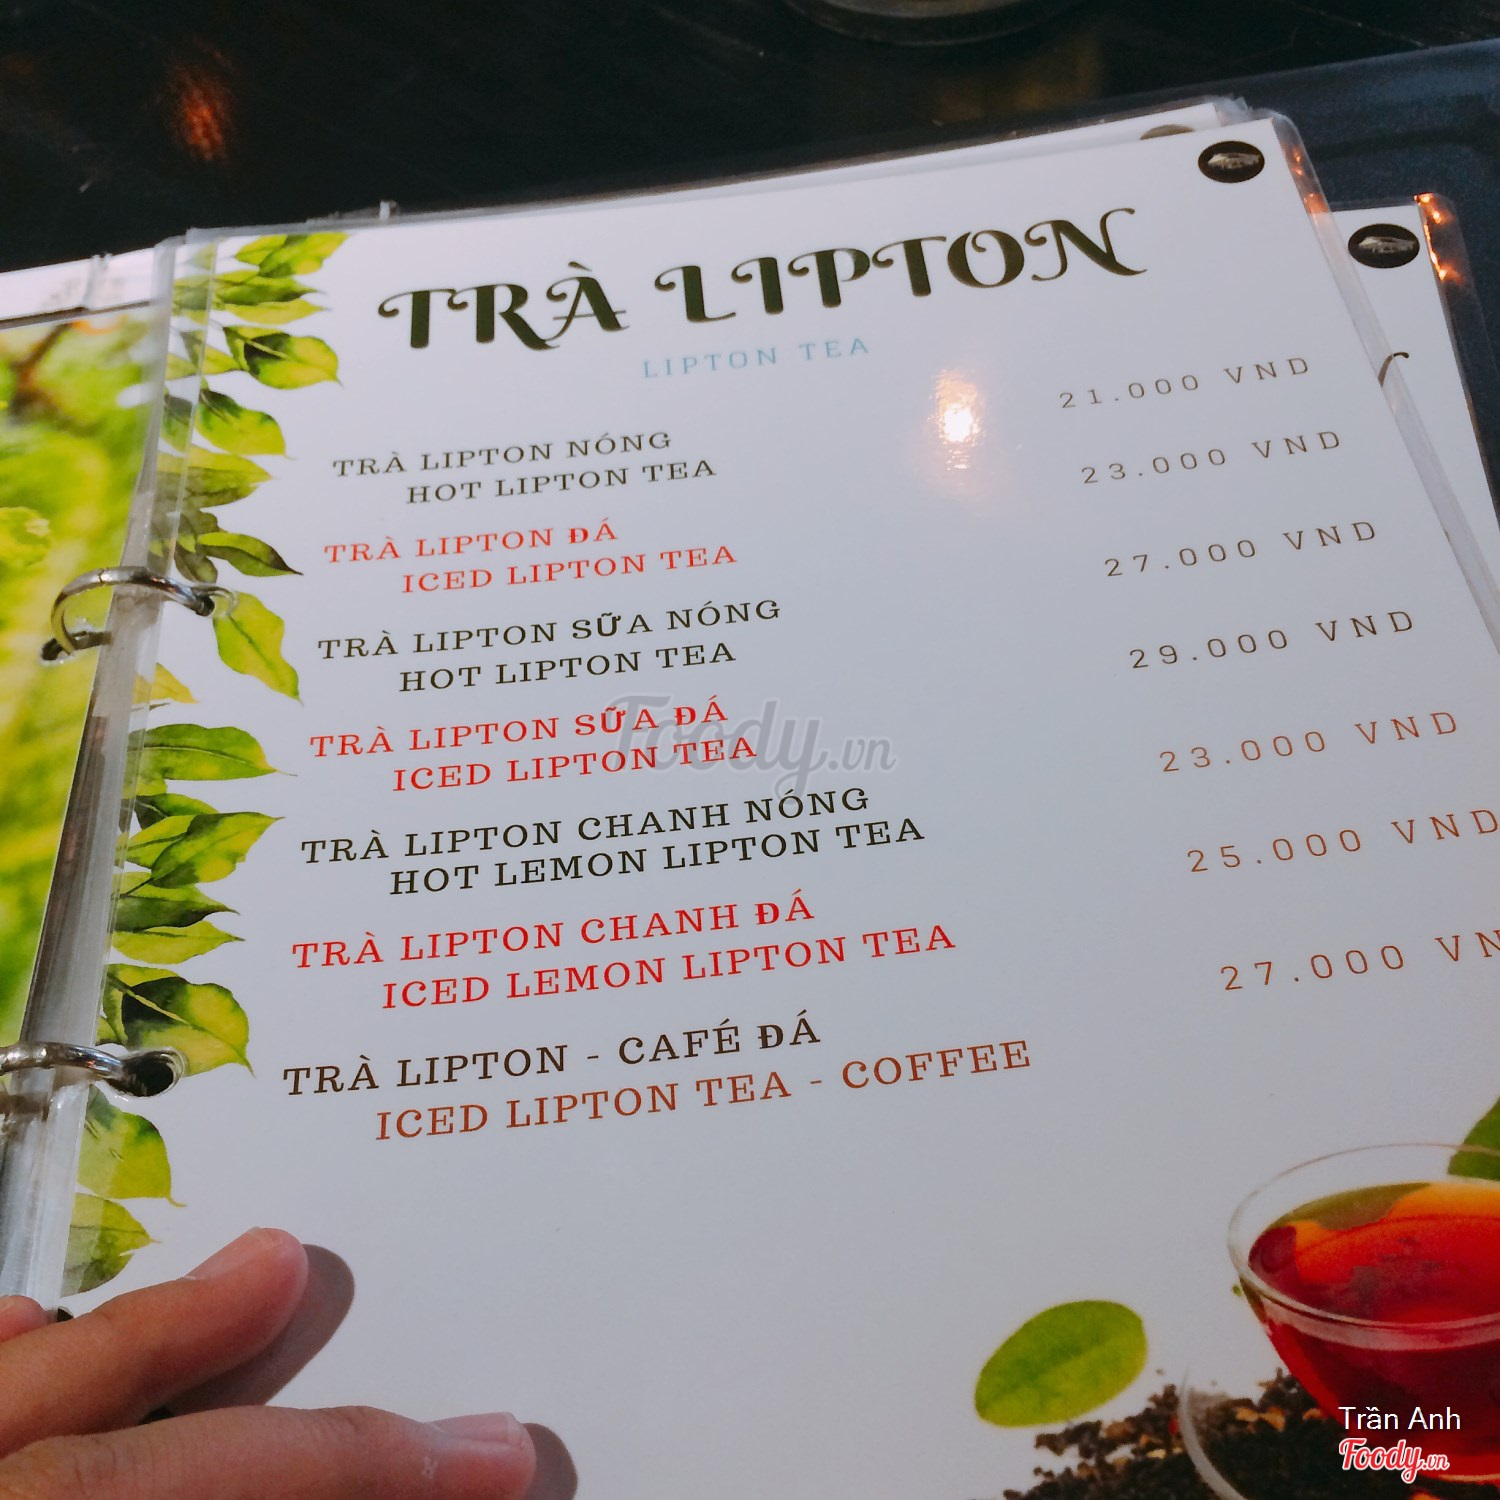 TRÀ LIPTON
LIPTON TEA
TRÀ LIPTON NÓNG 21.000 VND
HOT LIPTON TEA
TRÀ LIPTON ĐÁ 23.000 VND
ICED LIPTON TEA
TRÀ LIPTON SỮA NÓNG 27.000 VND
HOT LIPTON TEA
TRÀ LIPTON SỮA ĐÁ 29.000 VND
ICED LIPTON TEA
TRÀ LIPTON CHANH NÓNG 23.000 VND
HOT LEMON LIPTON TEA
TRÀ LIPTON CHANH ĐÁ 25.000 VND
ICED LEMON LIPTON TEA
TRÀ LIPTON - CAFÉ ĐÁ 27.000 VN
ICED LIPTON TEA - COFFEE
Foody.vn
Trần Anh
Foody.vn